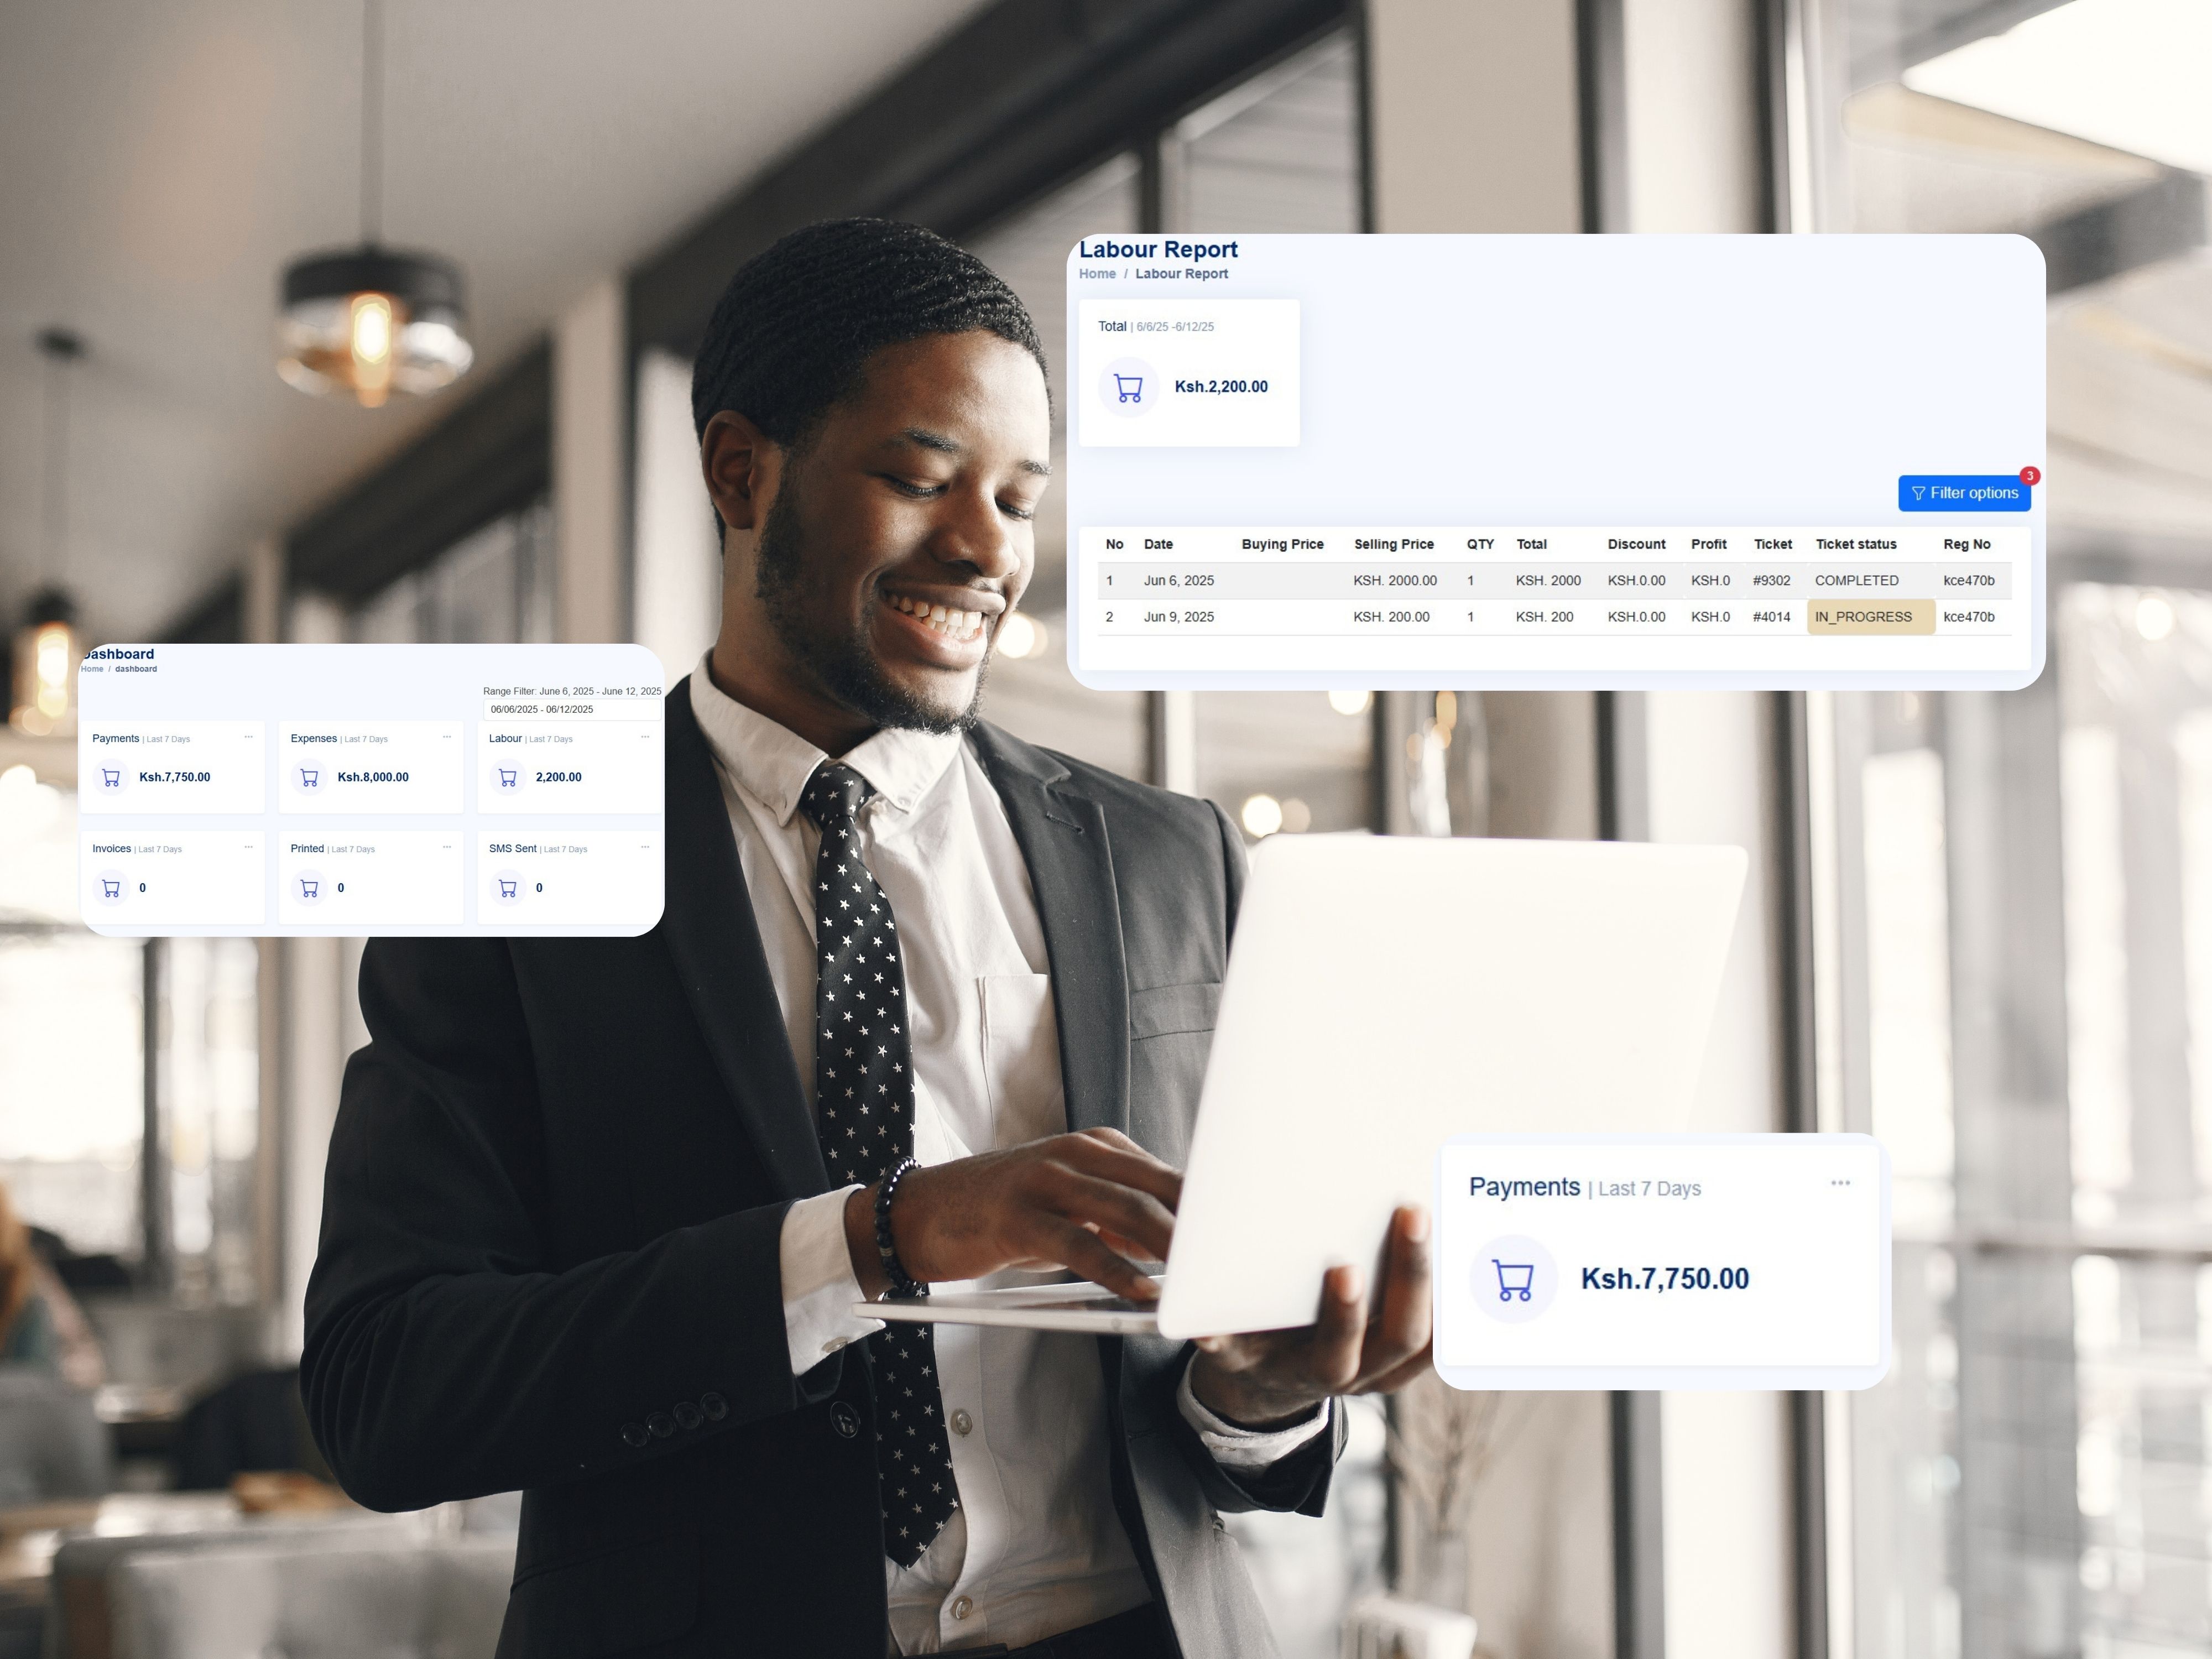 Labour Report
Home / Labour Report
Total | 6/6/25 -6/12/25
Ksh.2,200.00
3
Filter options
No Date Buying Price Selling Price QTY Total Discount Profit Ticket Ticket status Reg No
1 Jun 6, 2025 KSH. 2000.00 1 KSH. 2000 KSH.0.00 KSH.0 #9302 COMPLETED kce470b
2 Jun 9, 2025 KSH. 200.00 1 KSH. 200 KSH.0.00 KSH.0 #4014 IN_PROGRESS kce470b
Dashboard
Home / dashboard
Range Filter: June 6, 2025 - June 12, 2025
06/06/2025 - 06/12/2025
Payments | Last 7 Days
Ksh.7,750.00
Expenses | Last 7 Days
Ksh.8,000.00
Labour | Last 7 Days
2,200.00
Invoices | Last 7 Days
0
Printed | Last 7 Days
0
SMS Sent | Last 7 Days
0
Payments | Last 7 Days
Ksh.7,750.00